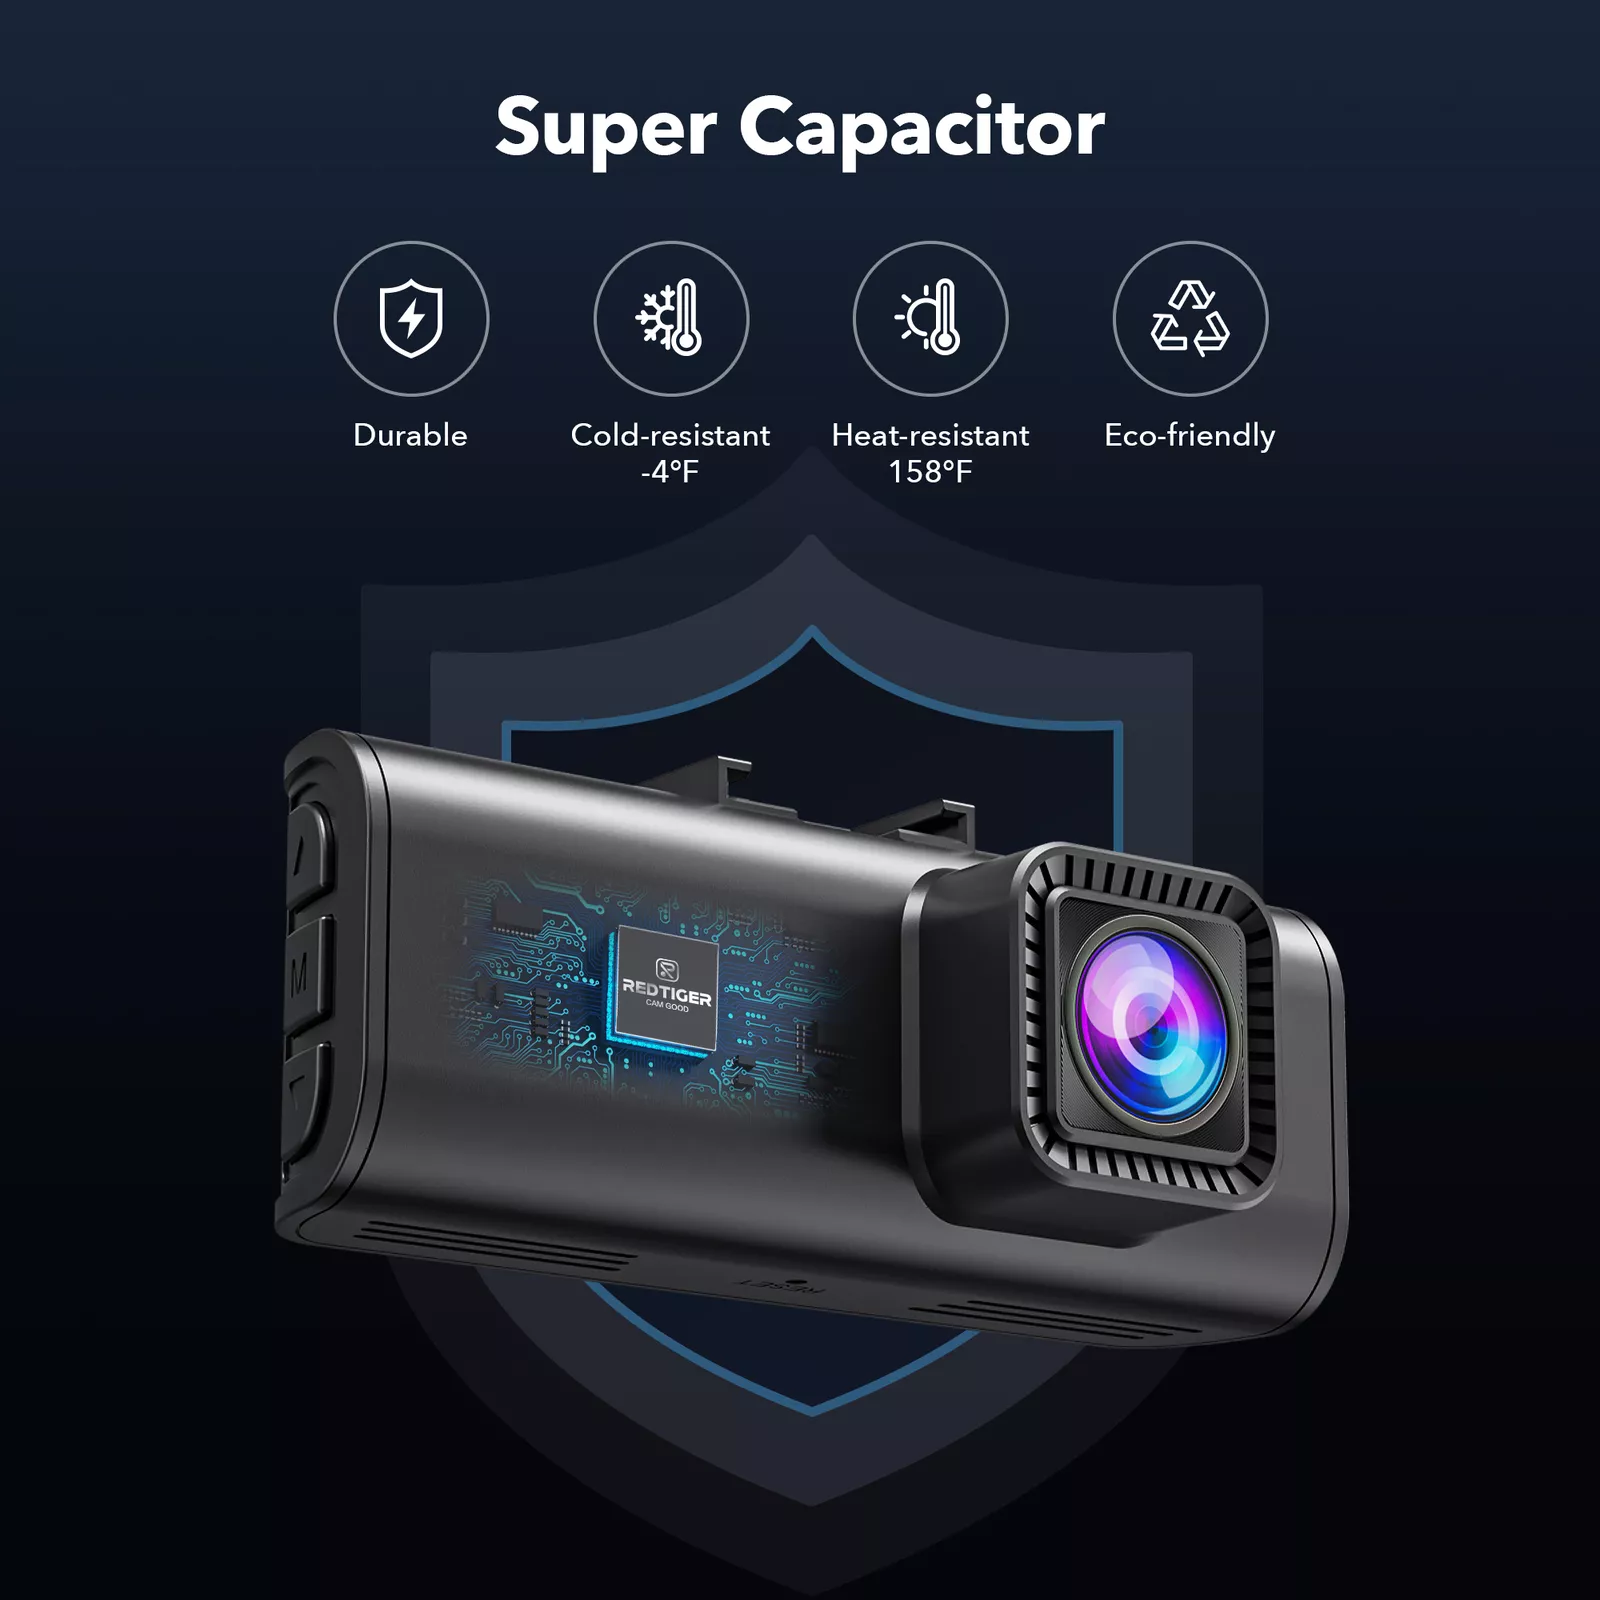 Super Capacitor
Durable
Cold-resistant
-4°F
Heat-resistant
158°F
Eco-friendly
REDTIGER
CAM GOOD
M
RESET